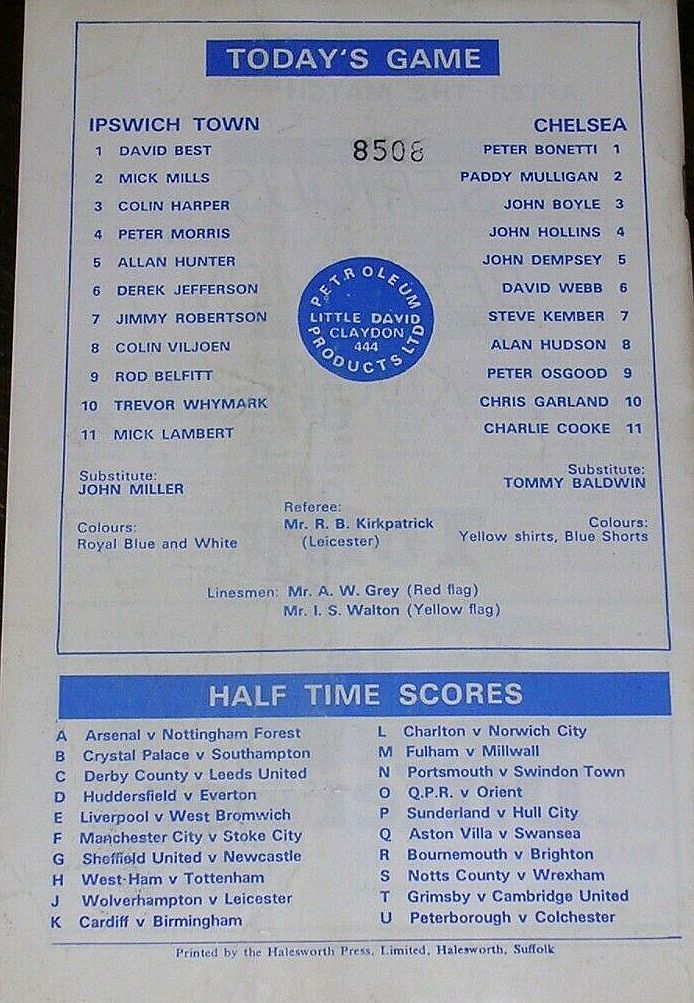 TODAY'S GAME
IPSWICH TOWN
1 DAVID BEST
2 MICK MILLS
3 COLIN HARPER
4 PETER MORRIS
5 ALLAN HUNTER
6 DEREK JEFFERSON
7 JIMMY ROBERTSON
8 COLIN VILJOEN
9 ROD BELFITT
10 TREVOR WHYMARK
11 MICK LAMBERT
Substitute:
JOHN MILLER
Colours:
Royal Blue and White
8508
PETROLEUM
LITTLE DAVID
CLAYDON
444
PRODUCTS LTD
CHELSEA
PETER BONETTI 1
PADDY MULLIGAN 2
JOHN BOYLE 3
JOHN HOLLINS 4
JOHN DEMPSEY 5
DAVID WEBB 6
STEVE KEMBER 7
ALAN HUDSON 8
PETER OSGOOD 9
CHRIS GARLAND 10
CHARLIE COOKE 11
Substitute:
TOMMY BALDWIN
Colours:
Yellow shirts, Blue Shorts
Referee:
Mr. R. B. Kirkpatrick
(Leicester)
Linesmen: Mr. A. W. Grey (Red flag)
Mr. I. S. Walton (Yellow flag)
HALF TIME SCORES
A Arsenal v Nottingham Forest
B Crystal Palace v Southampton
C Derby County v Leeds United
D Huddersfield v Everton
E Liverpool v West Bromwich
F Manchester City v Stoke City
G Sheffield United v Newcastle
H West Ham v Tottenham
J Wolverhampton v Leicester
K Cardiff v Birmingham
L Charlton v Norwich City
M Fulham v Millwall
N Portsmouth v Swindon Town
O Q.P.R. v Orient
P Sunderland v Hull City
Q Aston Villa v Swansea
R Bournemouth v Brighton
S Notts County v Wrexham
T Grimsby v Cambridge United
U Peterborough v Colchester
Printed by the Halesworth Press, Limited, Halesworth, Suffolk